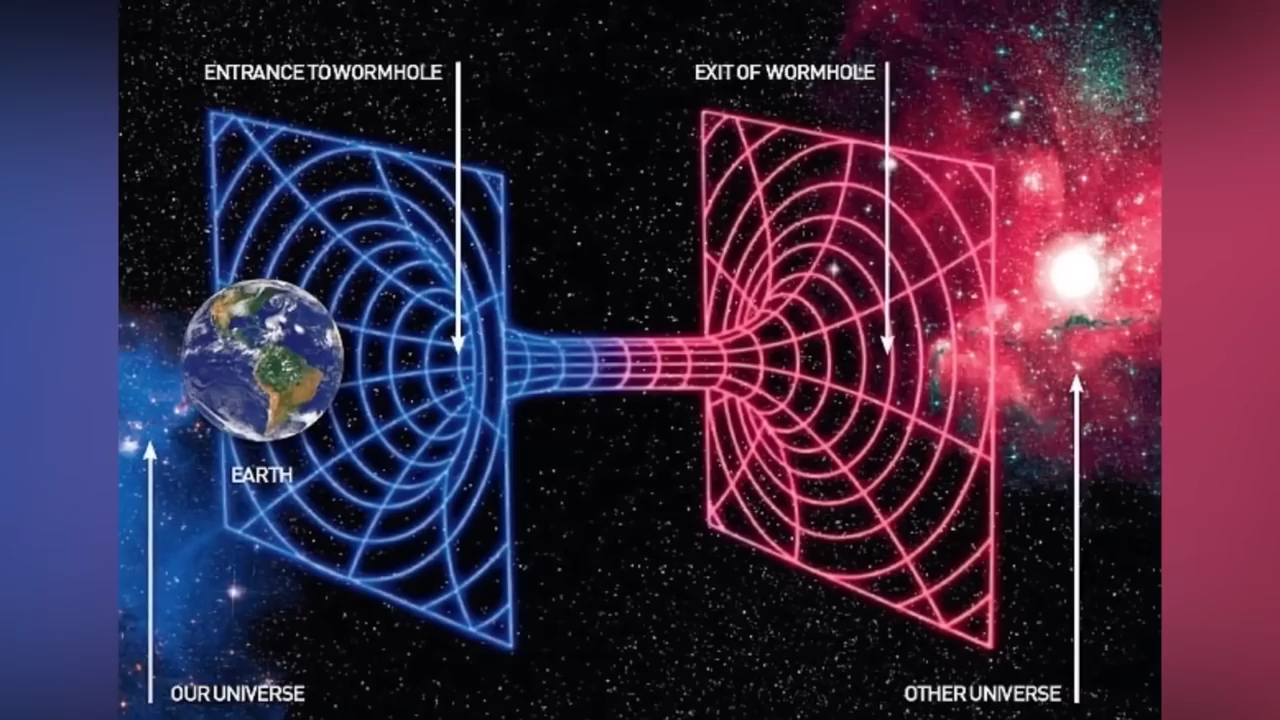 ENTRANCE TO WORMHOLE
EXIT OF WORMHOLE
EARTH
OUR UNIVERSE
OTHER UNIVERSE